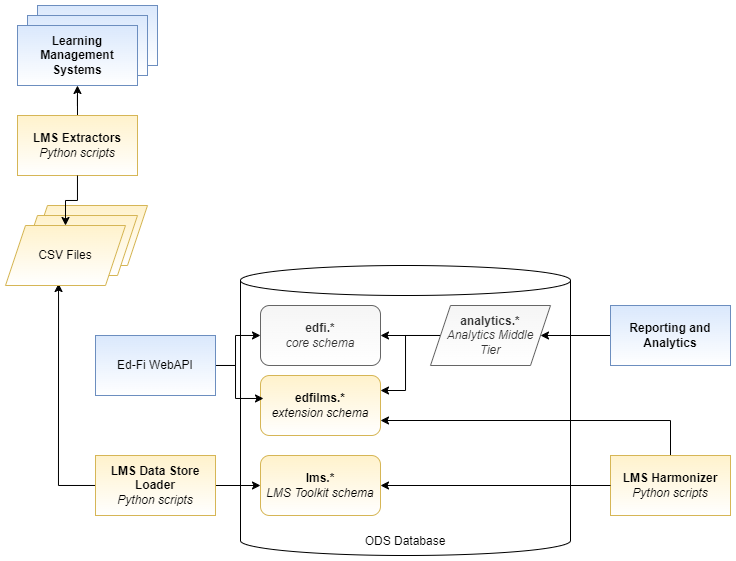 Learning
Management
Systems
LMS Extractors
Python scripts
CSV Files
edfi.*
core schema
analytics.*
Analytics Middle
Tier
Reporting and
Analytics
Ed-Fi WebAPI
edfilms.*
extension schema
LMS Data Store
Loader
Python scripts
lms.*
LMS Toolkit schema
LMS Harmonizer
Python scripts
ODS Database